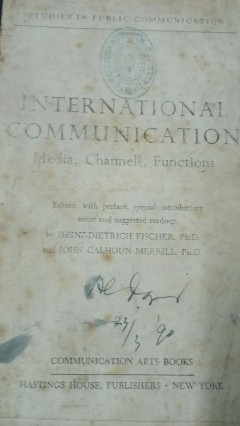 STUDIES IN PUBLIC COMMUNICATION
INTERNATIONAL
COMMUNICATION
Media, Channels, Functions
Edited with preface, special introductory
notes and suggested readings
by HEINZ-DIETRICH FISCHER, Ph.D.
and JOHN CALHOUN MERRILL, Ph.D.
23/3/'90
COMMUNICATION ARTS BOOKS
HASTINGS HOUSE, PUBLISHERS · NEW YORK